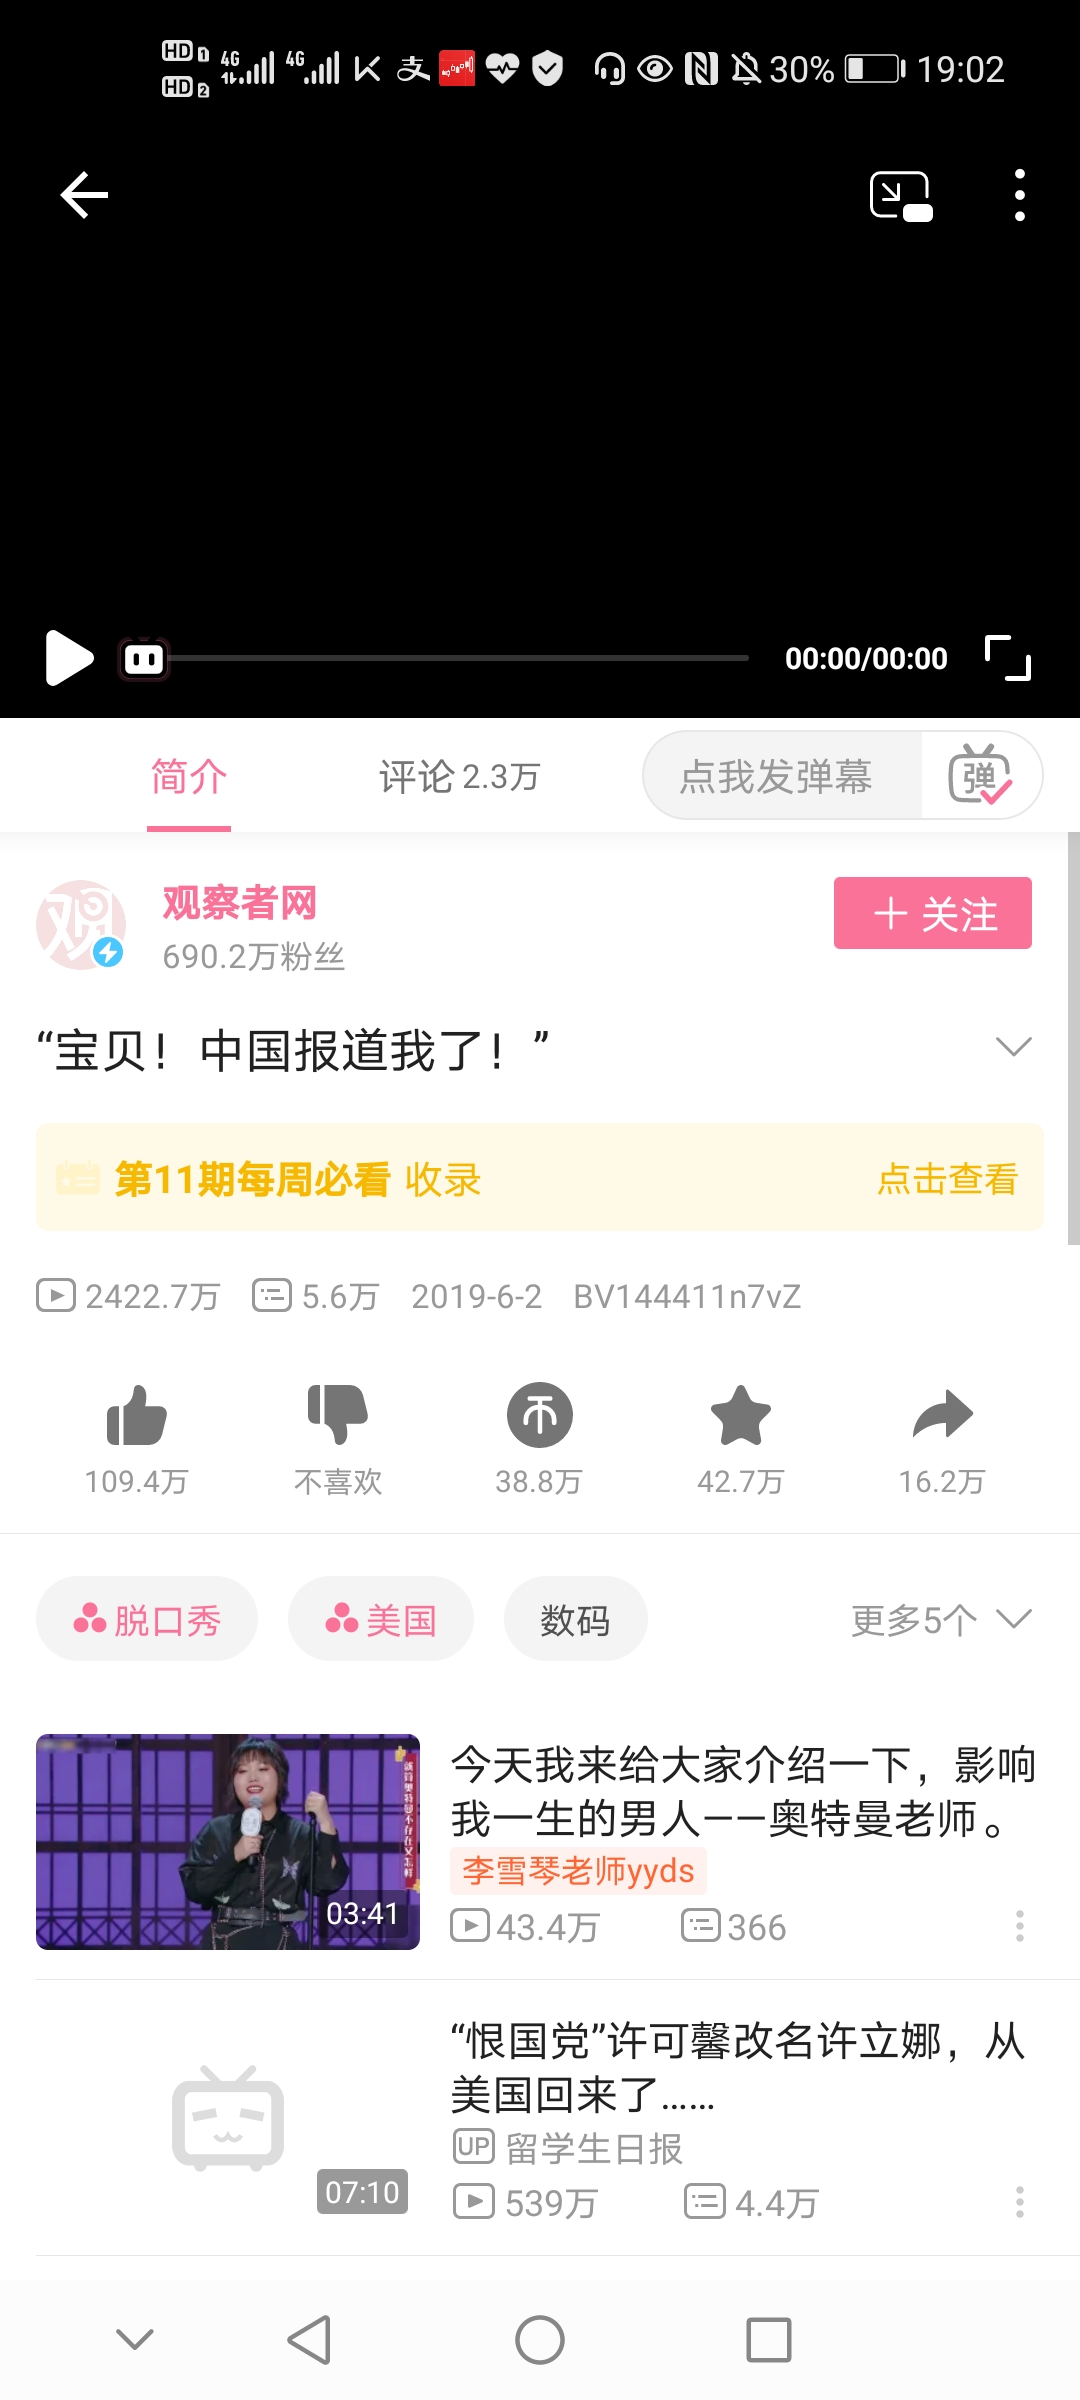 HD 1
HD 2
4G 4G 支 30% 19:02
00:00/00:00
简介 评论 2.3万 点我发弹幕 弹
观
观察者网
690.2万粉丝
关注
“宝贝！中国报道我了！”
第11期每周必看 收录 点击查看
2422.7万 5.6万 2019-6-2 BV144411n7vZ
109.4万 不喜欢 38.8万 42.7万 16.2万
脱口秀 美国 数码 更多5个
今天我来给大家介绍一下，影响
我一生的男人——奥特曼老师。
李雪琴老师yyds
03:41
43.4万 366
“恨国党”许可馨改名许立娜，从
美国回来了……
UP 留学生日报
07:10
539万 4.4万